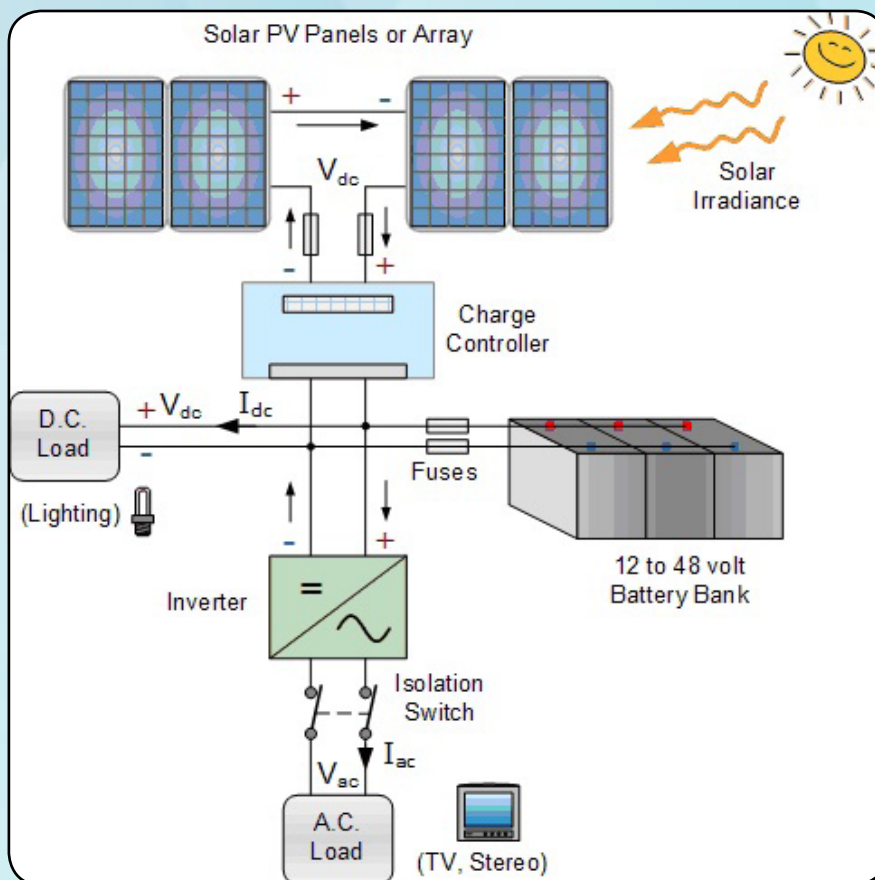 Solar PV Panels or Array
+ -
Solar
Irradiance
Vdc
- +
Charge
Controller
D.C.
Load
+ Vdc Idc
-
Fuses
(Lighting)
12 to 48 volt
Battery Bank
- +
Inverter
=
Isolation
Switch
Iac
Vac
A.C.
Load
(TV, Stereo)